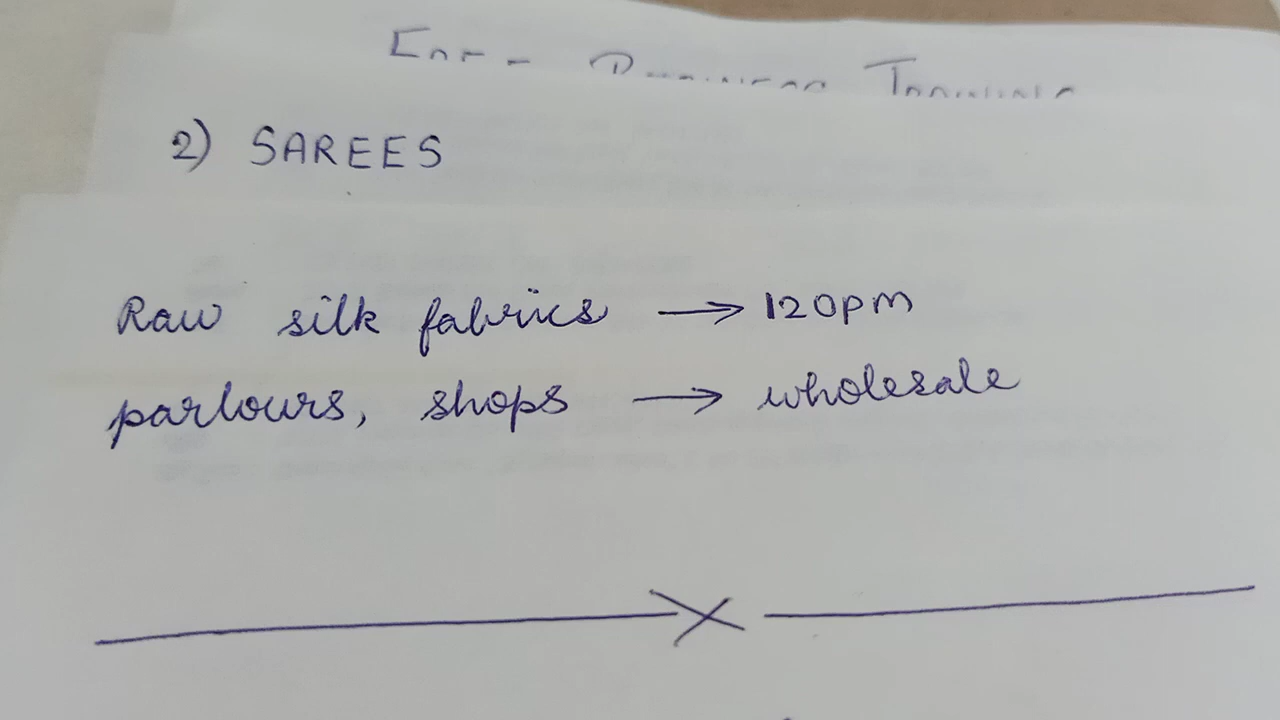 2) SAREES
Raw silk fabrics → 120pm
parlours, shops → wholesale